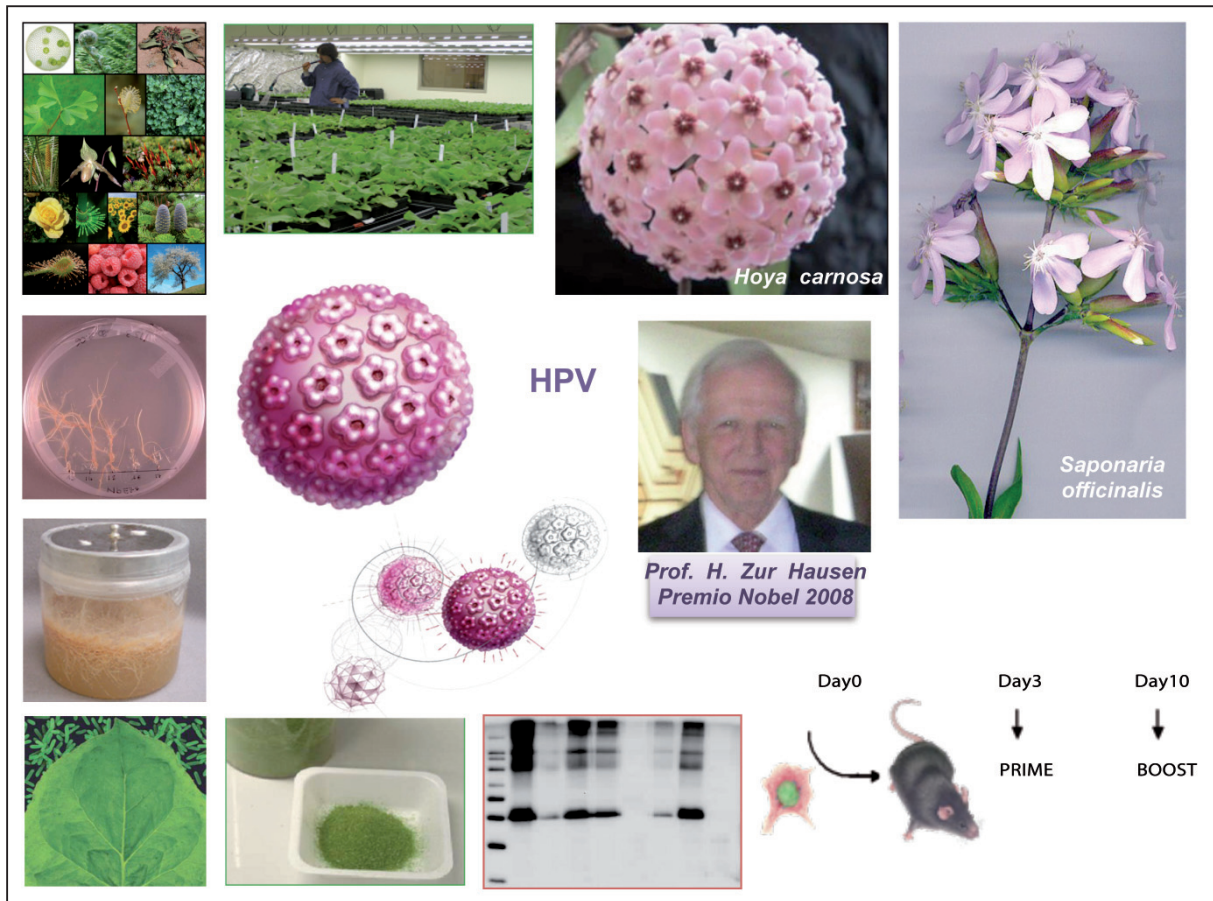 Hoya carnosa
HPV
Saponaria
officinalis
Prof. H. Zur Hausen
Premio Nobel 2008
Day0
Day3
Day10
PRIME
BOOST